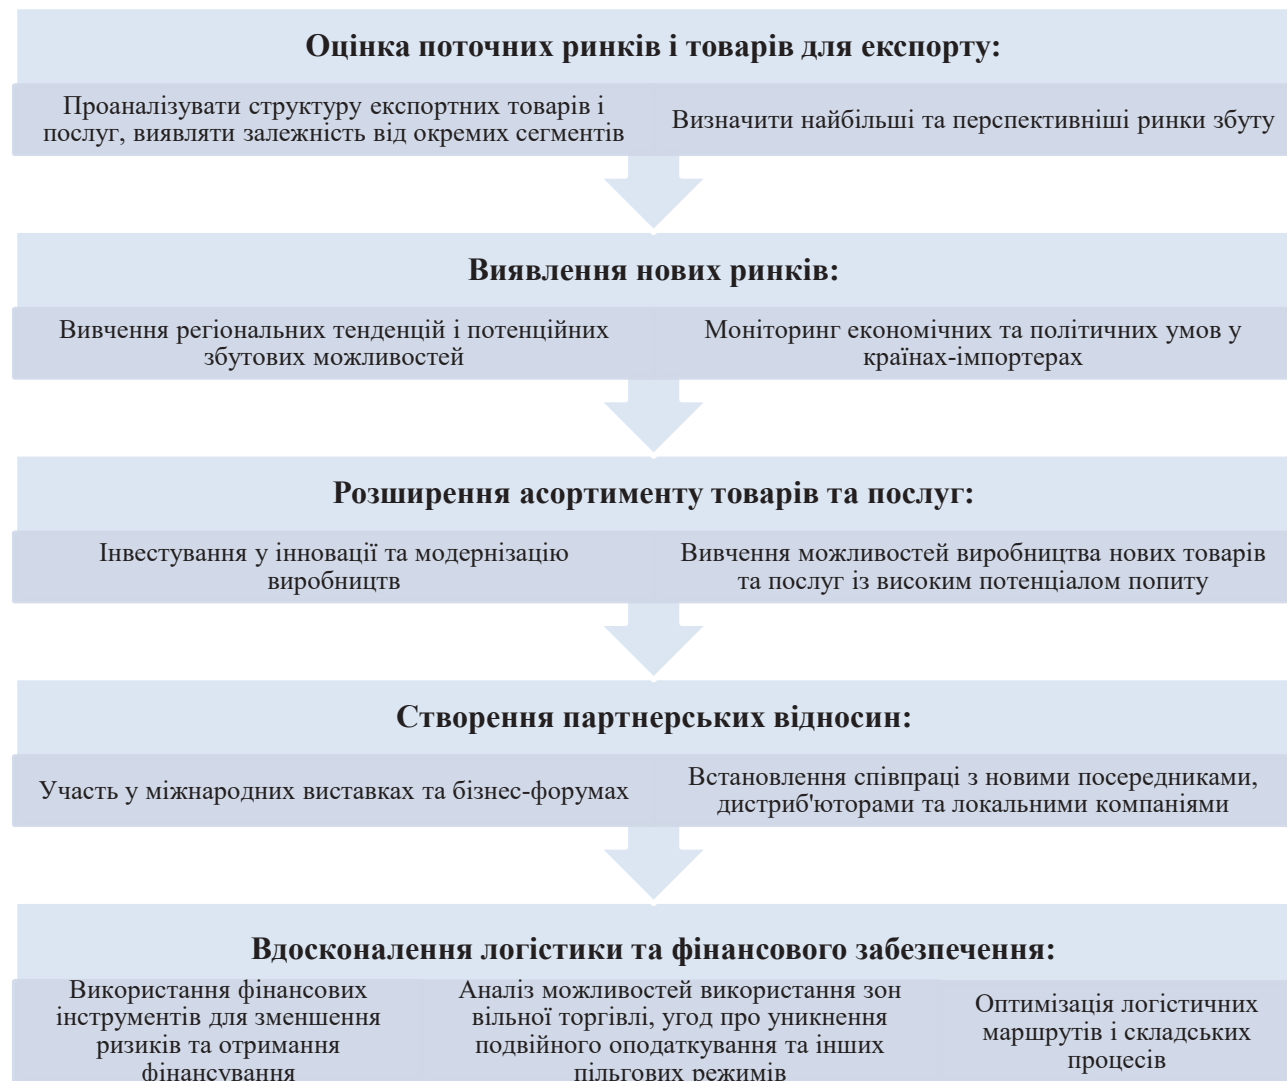 Оцінка поточних ринків і товарів для експорту:
Проаналізувати структуру експортних товарів і
послуг, виявляти залежність від окремих сегментів
Визначити найбільші та перспективніші ринки збуту
Виявлення нових ринків:
Вивчення регіональних тенденцій і потенційних
збутових можливостей
Моніторинг економічних та політичних умов у
країнах-імпортерах
Розширення асортименту товарів та послуг:
Інвестування у інновації та модернізацію
виробництв
Вивчення можливостей виробництва нових товарів
та послуг із високим потенціалом попиту
Створення партнерських відносин:
Участь у міжнародних виставках та бізнес-форумах
Встановлення співпраці з новими посередниками,
дистриб'юторами та локальними компаніями
Вдосконалення логістики та фінансового забезпечення:
Використання фінансових
інструментів для зменшення
ризиків та отримання
фінансування
Аналіз можливостей використання зон
вільної торгівлі, угод про уникнення
подвійного оподаткування та інших
пільгових режимів
Оптимізація логістичних
маршрутів і складських
процесів